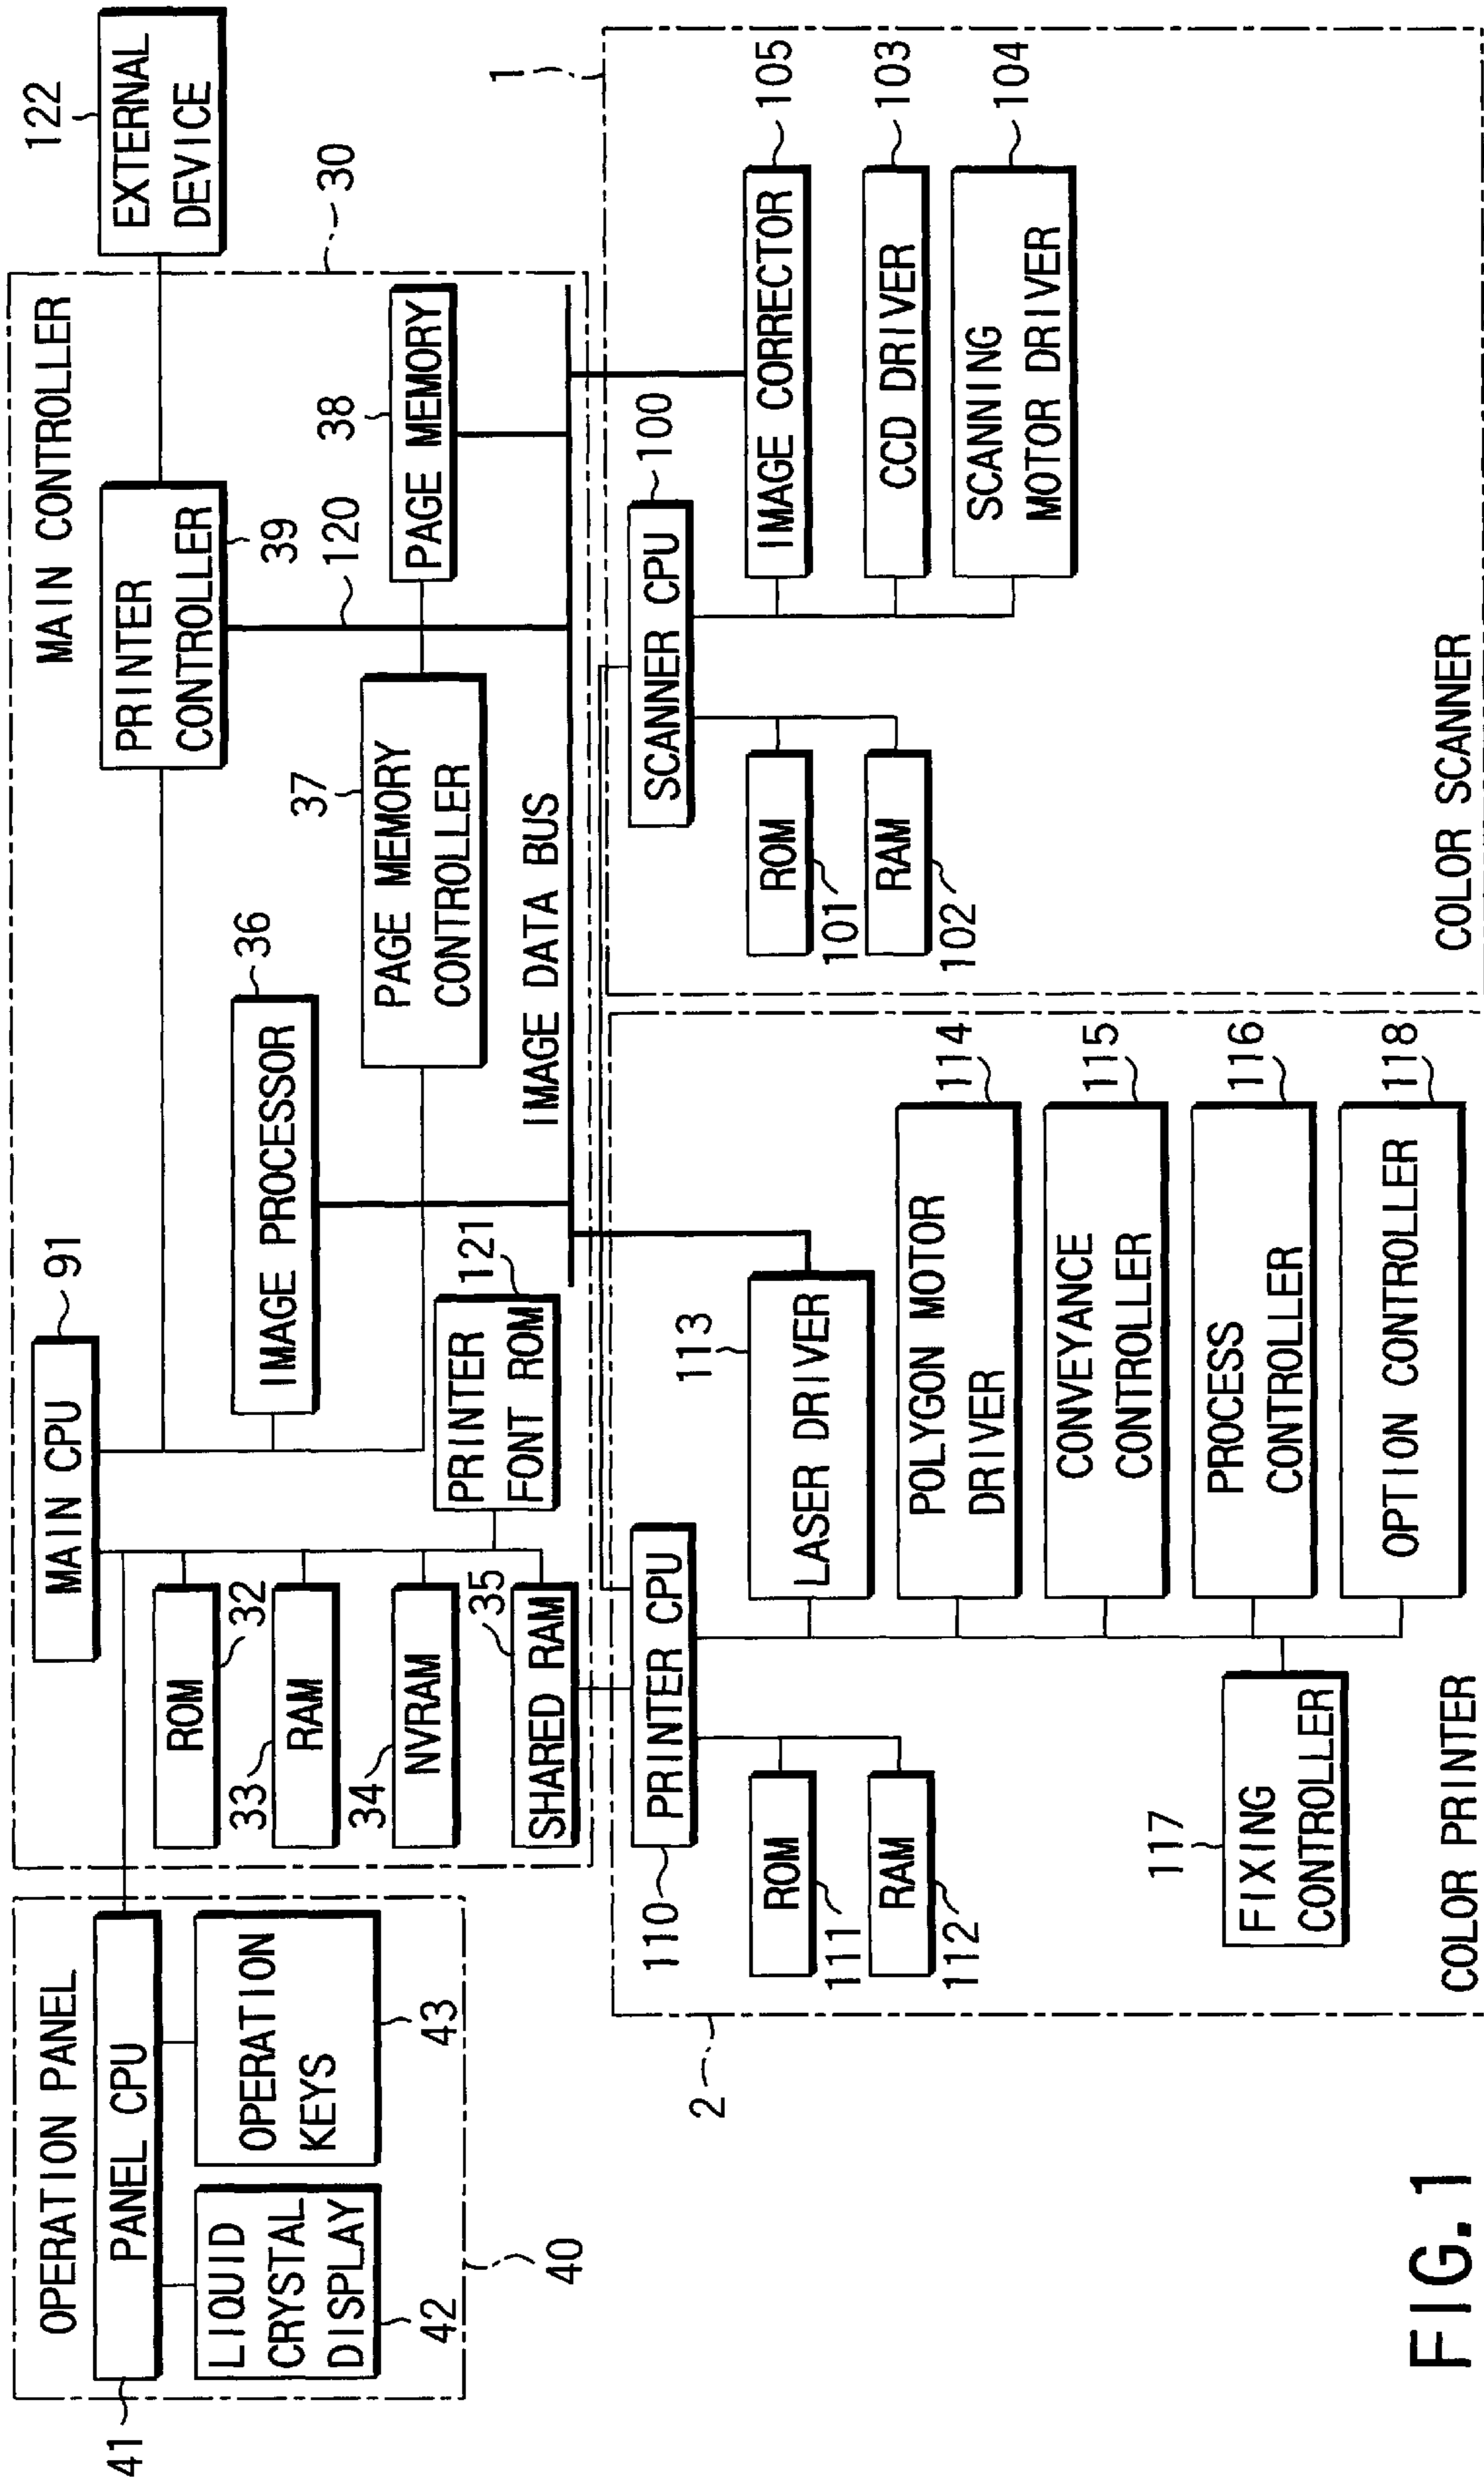 OPERATION PANEL
41
PANEL CPU
LIQUID
CRYSTAL
DISPLAY
42
OPERATION
KEYS
43
40
MAIN CONTROLLER
30
MAIN CPU
91
ROM
32
33
RAM
34
NVRAM
35
SHARED RAM
PRINTER
FONT ROM
121
IMAGE PROCESSOR
36
37
PAGE MEMORY
CONTROLLER
PRINTER
CONTROLLER
39
120
38
PAGE MEMORY
IMAGE DATA BUS
122
EXTERNAL
DEVICE
2
110
PRINTER CPU
ROM
111
RAM
112
113
LASER DRIVER
POLYGON MOTOR
DRIVER
114
CONVEYANCE
CONTROLLER
115
PROCESS
CONTROLLER
116
117
FIXING
CONTROLLER
OPTION CONTROLLER
118
COLOR PRINTER
1
SCANNER CPU
100
ROM
101
RAM
102
IMAGE CORRECTOR
105
CCD DRIVER
103
SCANNING
MOTOR DRIVER
104
COLOR SCANNER
FIG. 1